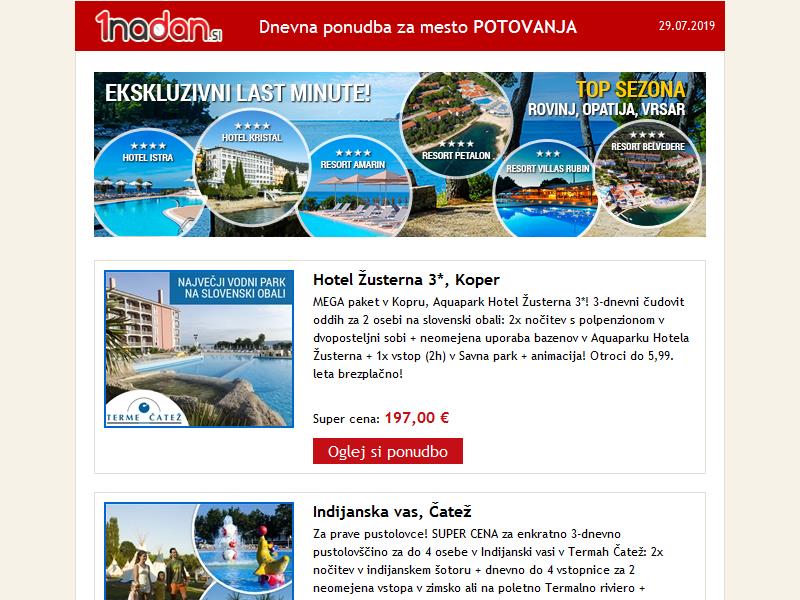 1nadan.si
Dnevna ponudba za mesto POTOVANJA
29.07.2019
EKSKLUZIVNI LAST MINUTE!
TOP SEZONA
ROVINJ, OPATIJA, VRSAR
★★★★
HOTEL ISTRA
★★★★
HOTEL KRISTAL
★★★★
RESORT AMARIN
★★★★
RESORT PETALON
★★★
RESORT VILLAS RUBIN
★★★★
RESORT BELVEDERE
NAJVEČJI VODNI PARK
NA SLOVENSKI OBALI
TERME ČATEŽ
Hotel Žusterna 3*, Koper
MEGA paket v Kopru, Aquapark Hotel Žusterna 3*! 3-dnevni čudovit
oddih za 2 osebi na slovenski obali: 2x nočitev s polpenzionom v
dvoposteljni sobi + neomejena uporaba bazenov v Aquaparku Hotela
Žusterna + 1x vstop (2h) v Savna park + animacija! Otroci do 5,99.
leta brezplačno!
Super cena: 197,00 €
Oglej si ponudbo
Indijanska vas, Čatež
Za prave pustolovce! SUPER CENA za enkratno 3-dnevno
pustolovščino za do 4 osebe v Indijanski vasi v Termah Čatež: 2x
nočitev v indijanskem šotoru + dnevno do 4 vstopnice za 2
neomejena vstopa v zimsko ali na poletno Termalno riviero +